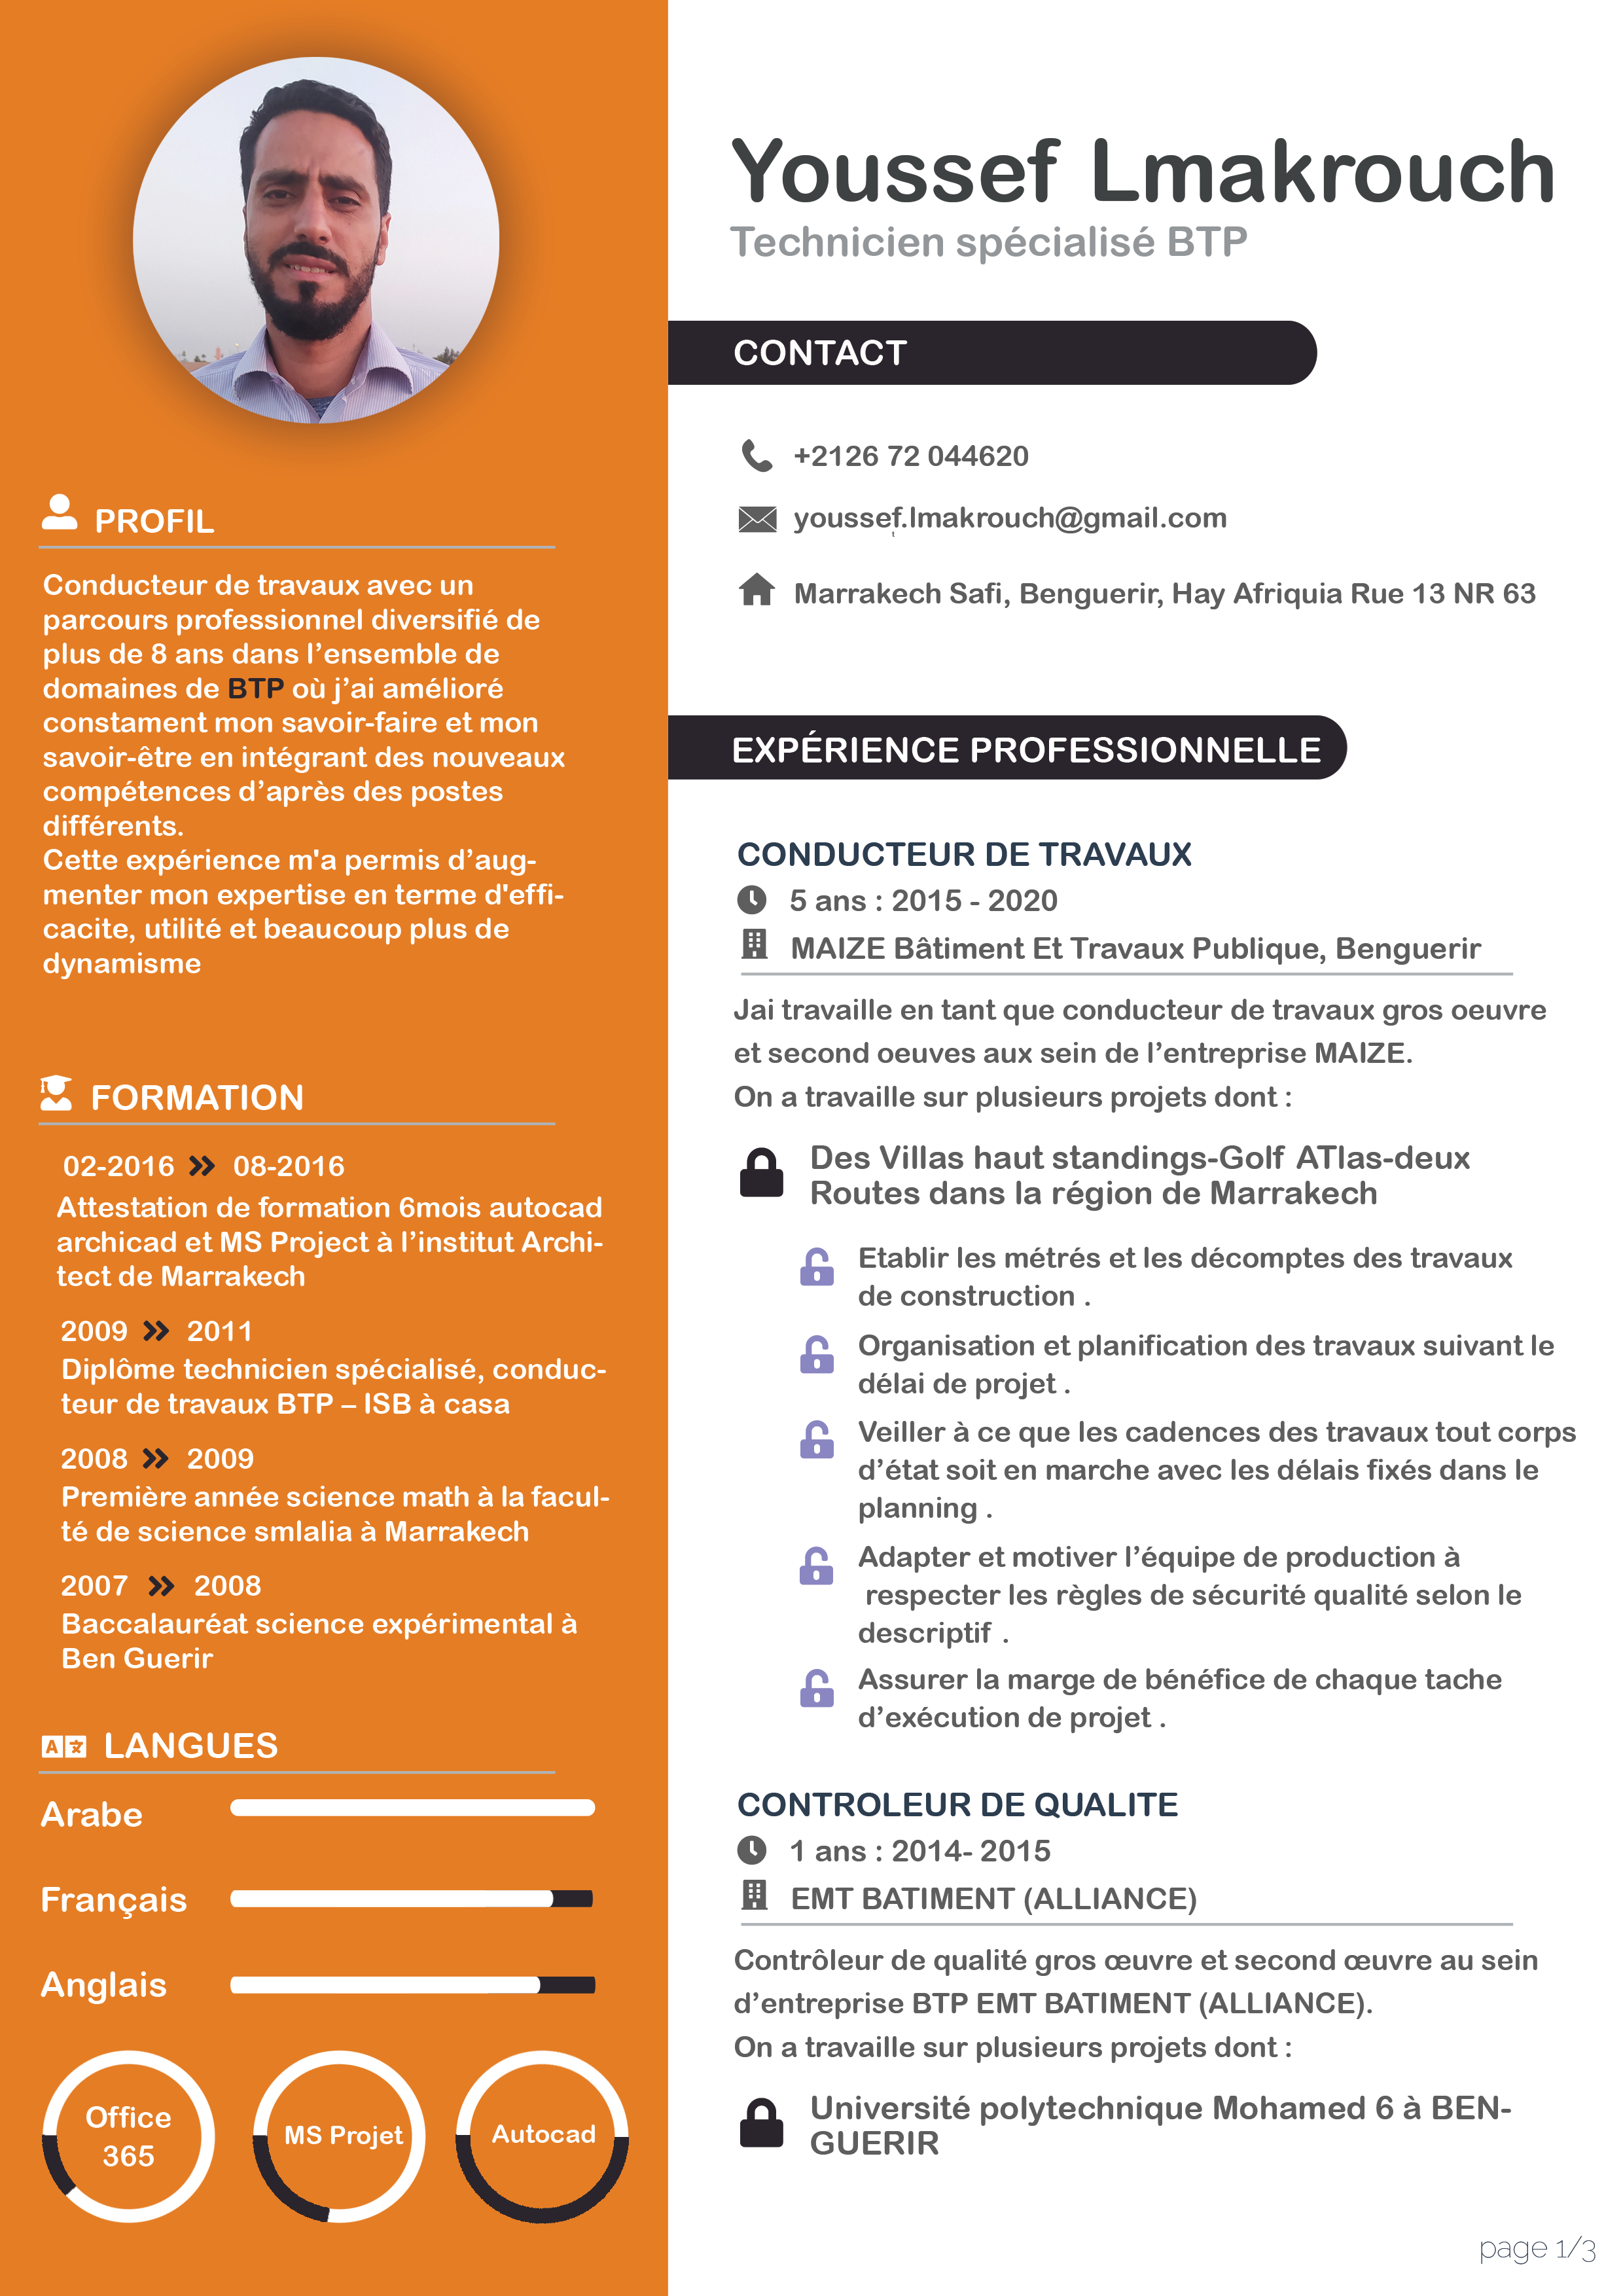 Youssef Lmakrouch
Technicien spécialisé BTP
CONTACT
+2126 72 044620
youssef.lmakrouch@gmail.com
Marrakech Safi, Benguerir, Hay Afriquia Rue 13 NR 63
PROFIL
Conducteur de travaux avec un
parcours professionnel diversifié de
plus de 8 ans dans l’ensemble de
domaines de BTP où j’ai amélioré
constament mon savoir-faire et mon
savoir-être en intégrant des nouveaux
compétences d’après des postes
différents.
Cette expérience m'a permis d’aug-
menter mon expertise en terme d'effi-
cacite, utilité et beaucoup plus de
dynamisme
FORMATION
02-2016 08-2016
Attestation de formation 6mois autocad
archicad et MS Project à l’institut Archi-
tect de Marrakech
2009 2011
Diplôme technicien spécialisé, conduc-
teur de travaux BTP – ISB à casa
2008 2009
Première année science math à la facul-
té de science smlalia à Marrakech
2007 2008
Baccalauréat science expérimental à
Ben Guerir
LANGUES
Arabe
Français
Anglais
Office
365
MS Projet
Autocad
EXPÉRIENCE PROFESSIONNELLE
CONDUCTEUR DE TRAVAUX
5 ans : 2015 - 2020
MAIZE Bâtiment Et Travaux Publique, Benguerir
Jai travaille en tant que conducteur de travaux gros oeuvre
et second oeuves aux sein de l’entreprise MAIZE.
On a travaille sur plusieurs projets dont :
Des Villas haut standings-Golf ATlas-deux
Routes dans la région de Marrakech
Etablir les métrés et les décomptes des travaux
de construction .
Organisation et planification des travaux suivant le
délai de projet .
Veiller à ce que les cadences des travaux tout corps
d’état soit en marche avec les délais fixés dans le
planning .
Adapter et motiver l’équipe de production à
respecter les règles de sécurité qualité selon le
descriptif .
Assurer la marge de bénéfice de chaque tache
d’exécution de projet .
CONTROLEUR DE QUALITE
1 ans : 2014- 2015
EMT BATIMENT (ALLIANCE)
Contrôleur de qualité gros œuvre et second œuvre au sein
d’entreprise BTP EMT BATIMENT (ALLIANCE).
On a travaille sur plusieurs projets dont :
Université polytechnique Mohamed 6 à BEN-
GUERIR
page 1/3